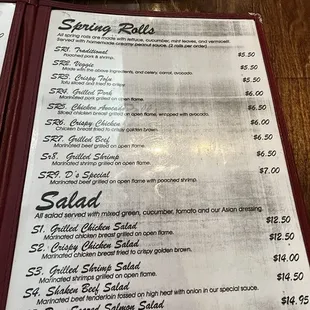 Spring Rolls
All spring rolls are made with lettuce, cucumber, mint leaves, and vermicelli.
Served with homemade creamy peanut sauce. (2 rolls per order)
SR1. Traditional $5.50
Pork & shrimp.
SR2. Veggie $5.50
Made with the above ingredients, and celery, carrot, avocado.
SR3. Crispy Tofu $5.50
Tofu sliced and fried to crispy.
SR4. Grilled Pork $6.00
Marinated pork grilled on open flame.
SR5. Chicken $6.50
Sliced chicken breast grilled on open flame, wrapped with avocado.
SR6. Crispy Chicken $6.00
Chicken breast fried to crispy golden brown.
SR7. Grilled Beef $6.50
Marinated beef grilled on open flame.
Sr8. Grilled Shrimp $6.50
Marinated shrimp grilled on open flame.
SR9. D's Special $7.00
Marinated beef grilled on open flame with poached shrimp.
Salad
All salad served with mixed green, cucumber, tomato and our Asian dressing.
S1. Grilled Chicken Salad $12.50
Marinated chicken breast grilled on open flame.
S2. Crispy Chicken Salad $12.50
Marinated chicken breast fried to crispy golden brown.
S3. Grilled Shrimp Salad $14.00
Marinated shrimps grilled on open flame.
S4. Shaken Beef Salad $14.50
Marinated beef tenderloin tossed on high heat with onion in our special sauce.
Salmon Salad $14.95